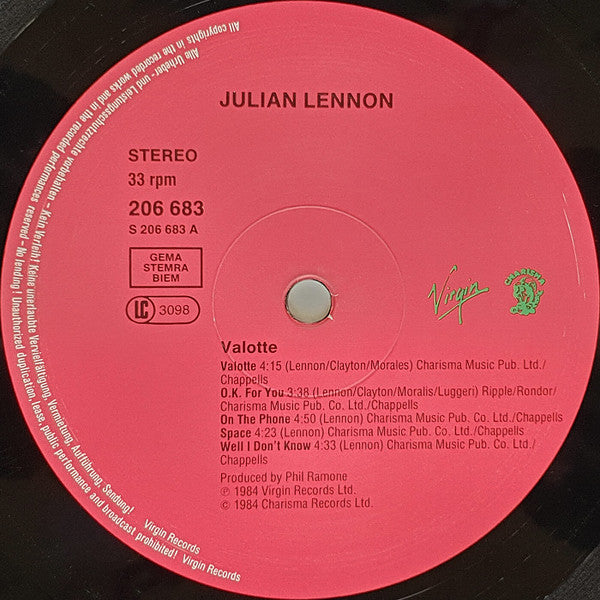 JULIAN LENNON
STEREO
33 rpm
206 683
S 206 683 A
GEMA
STEMRA
BIEM
LC 3098
Virgin
CHARISMA
Valotte
Valotte 4:15 (Lennon/Clayton/Morales) Charisma Music Pub. Ltd./
Chappells
O.K. For You 3:38 (Lennon/Clayton/Moralis/Luggeri) Ripple/Rondor/
Charisma Music Pub. Co. Ltd./Chappells
On The Phone 4:50 (Lennon) Charisma Music Pub. Co. Ltd./Chappells
Space 4:23 (Lennon) Charisma Music Pub. Co. Ltd./Chappells
Well I Don't Know 4:33 (Lennon) Charisma Music Pub. Co. Ltd./
Chappells
Produced by Phil Ramone
℗ 1984 Virgin Records Ltd.
© 1984 Charisma Records Ltd.
Alle Urheber- und Leistungsschutzrechte vorbehalten – Kein Verleih! Keine unerlaubte Vervielfältigung, Vermietung, Aufführung, Sendung! Virgin Records
All copyrights in the recorded works and in the recorded performances reserved – No lending! Unauthorized duplication, lease, public performance and broadcast prohibited! Virgin Records